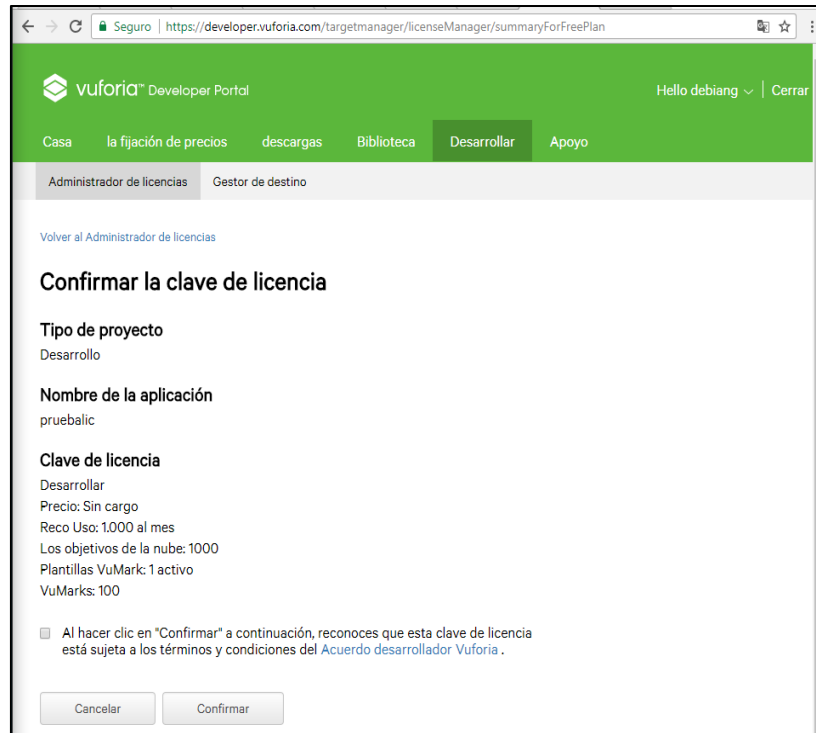 Seguro | https://developer.vuforia.com/targetmanager/licenseManager/summaryForFreePlan
vuforia™ Developer Portal
Hello debiang | Cerrar
Casa la fijación de precios descargas Biblioteca Desarrollar Apoyo
Administrador de licencias Gestor de destino
Volver al Administrador de licencias
Confirmar la clave de licencia
Tipo de proyecto
Desarrollo
Nombre de la aplicación
pruebalic
Clave de licencia
Desarrollar
Precio: Sin cargo
Reco Uso: 1.000 al mes
Los objetivos de la nube: 1000
Plantillas VuMark: 1 activo
VuMarks: 100
Al hacer clic en "Confirmar" a continuación, reconoces que esta clave de licencia
está sujeta a los términos y condiciones del Acuerdo desarrollador Vuforia .
Cancelar Confirmar